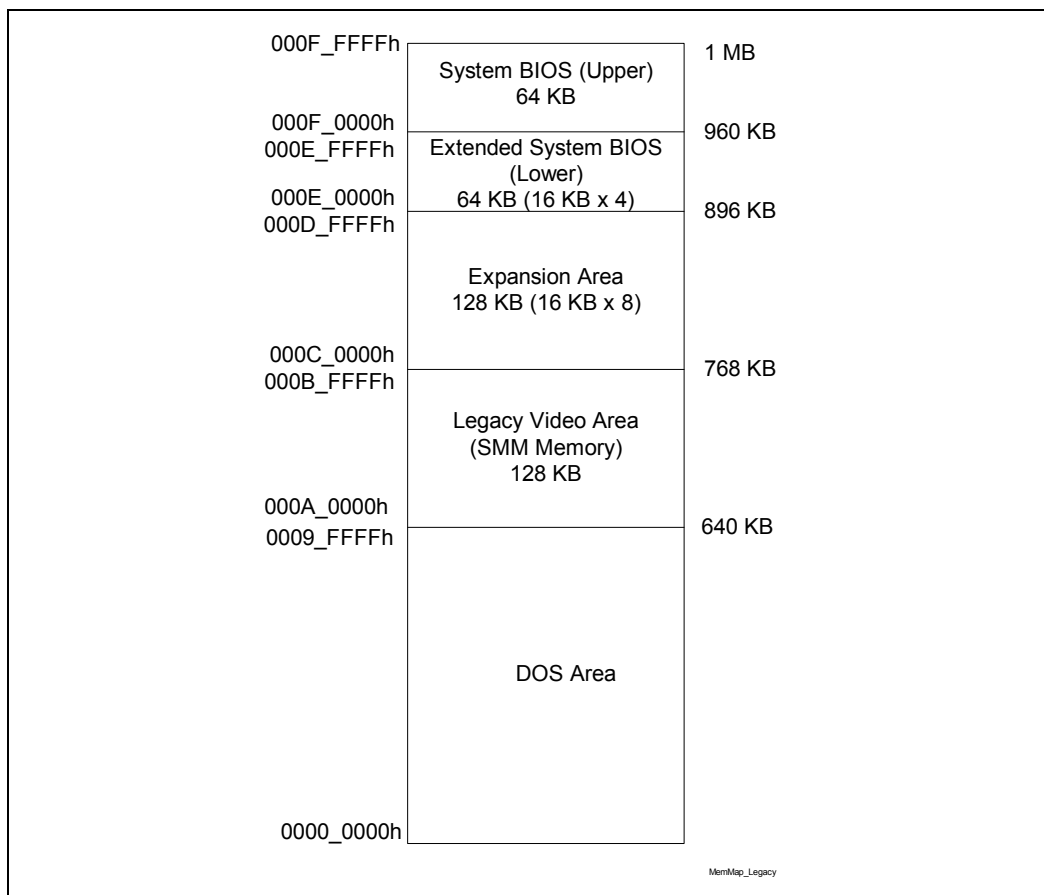 000F_FFFFh
1 MB
System BIOS (Upper)
64 KB
000F_0000h
960 KB
000E_FFFFh
Extended System BIOS
(Lower)
64 KB (16 KB x 4)
000E_0000h
896 KB
000D_FFFFh
Expansion Area
128 KB (16 KB x 8)
000C_0000h
768 KB
000B_FFFFh
Legacy Video Area
(SMM Memory)
128 KB
000A_0000h
640 KB
0009_FFFFh
DOS Area
0000_0000h
MemMap_Legacy